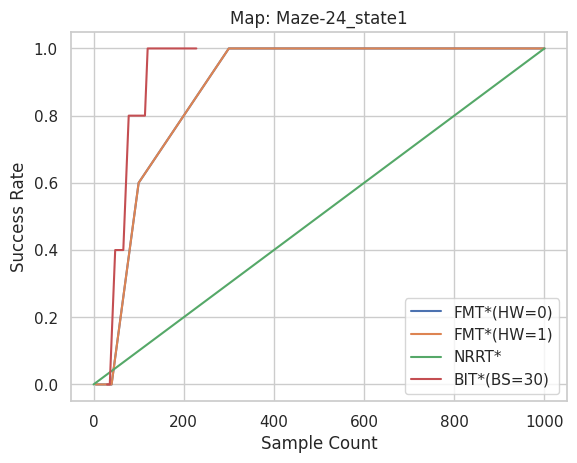 Map: Maze-24_state1
Success Rate
1.0
0.8
0.6
0.4
0.2
0.0
FMT*(HW=0)
FMT*(HW=1)
NRRT*
BIT*(BS=30)
0
200
400
600
800
1000
Sample Count